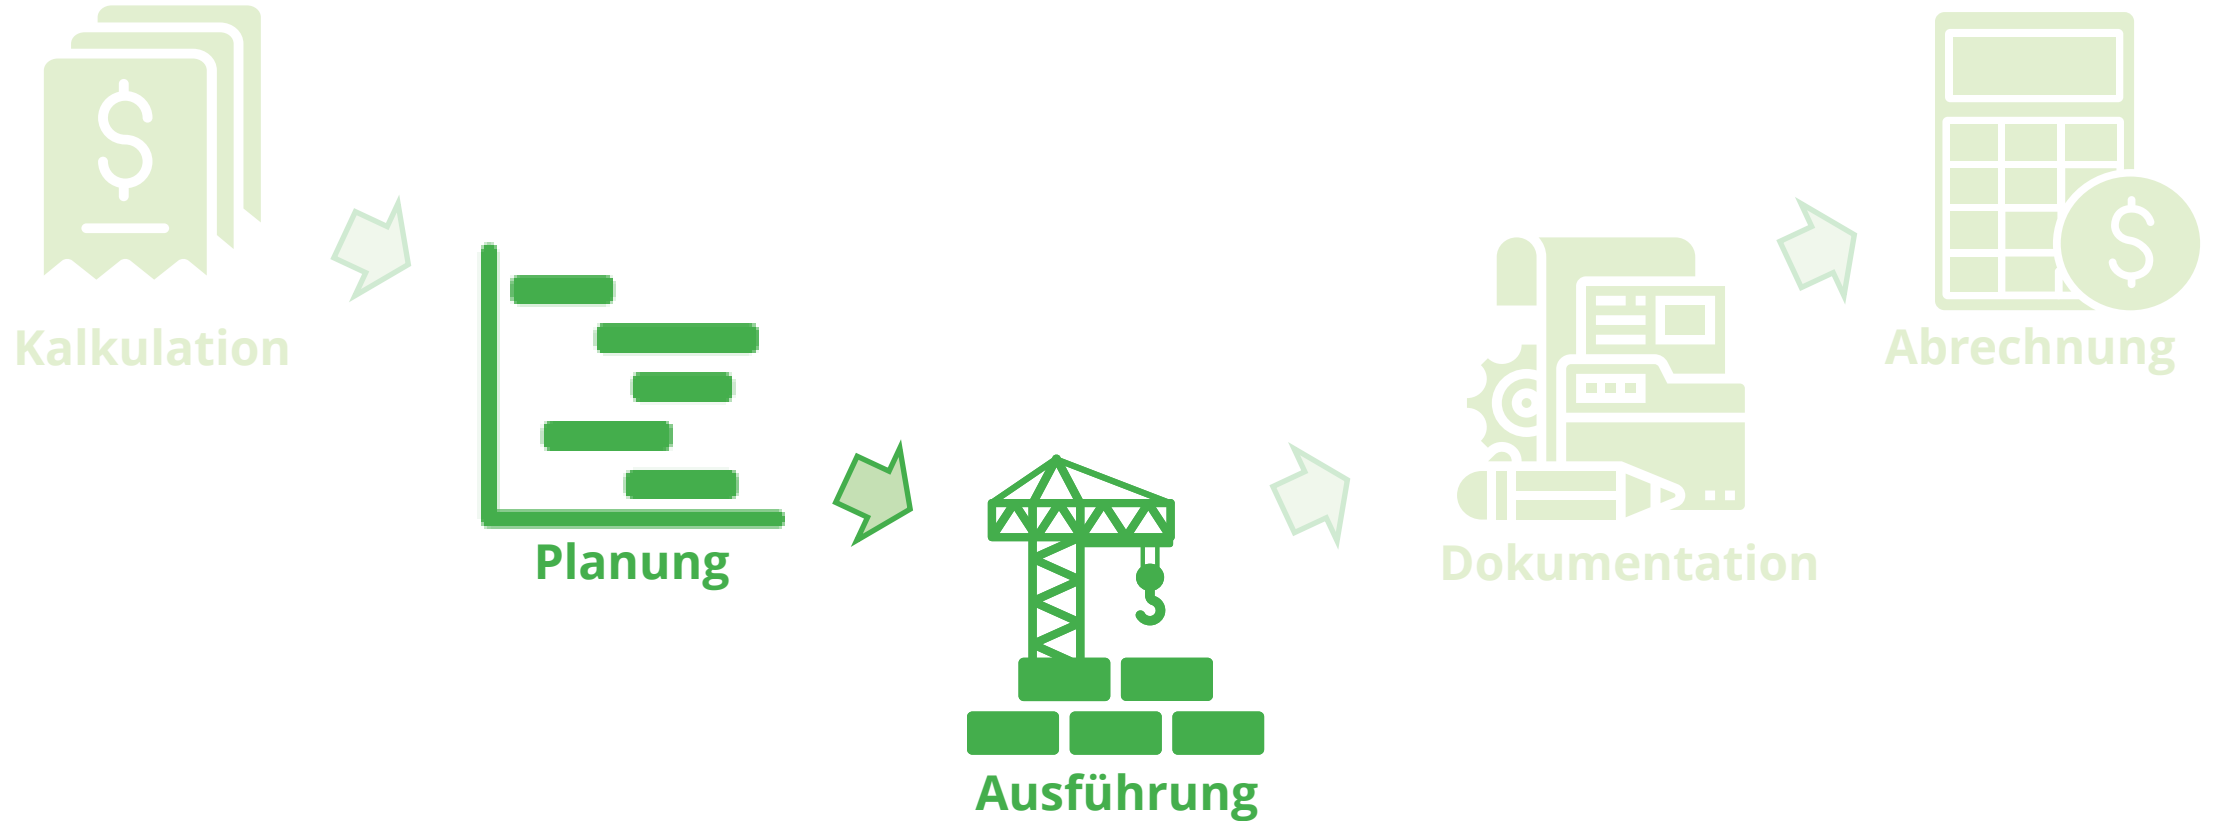 Kalkulation
Planung
Ausführung
Dokumentation
Abrechnung